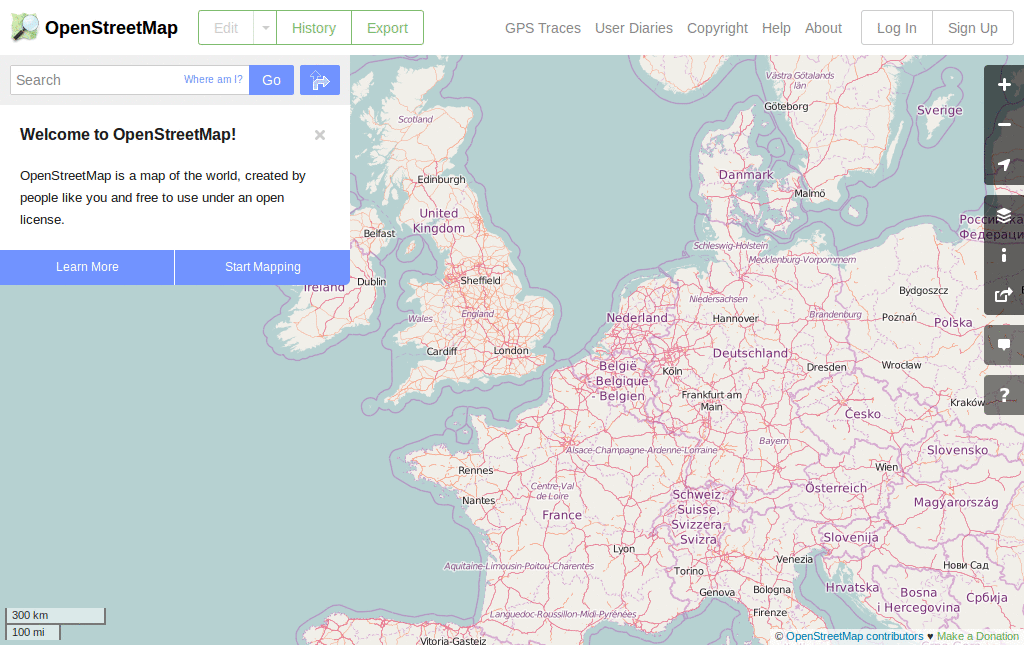 OpenStreetMap
Edit
History
Export
GPS Traces
User Diaries
Copyright
Help
About
Log In
Sign Up
Search
Where am I?
Go
Welcome to OpenStreetMap!
×
OpenStreetMap is a map of the world, created by
people like you and free to use under an open
license.
Learn More
Start Mapping
Västra Götalands
län
Göteborg
Sverige
Scotland
Edinburgh
Danmark
Malmö
United
Kingdom
Belfast
Schleswig-Holstein
Mecklenburg-Vorpommern
Ireland
Dublin
Sheffield
Niedersachsen
Bydgoszcz
Wales
England
Nederland
Hannover
Brandenburg
Poznań
Polska
Cardiff
London
Deutschland
België
- Belgique
- Belgien
Köln
Dresden
Wrocław
Frankfurt am
Main
Kraków
Česko
Bayern
Alsace-Champagne-Ardenne-Lorraine
Slovensko
Rennes
Wien
Centre-Val
de Loire
Nantes
France
Schweiz,
Suisse,
Svizzera,
Svizra
Österreich
Magyarország
Lyon
Slovenija
Aquitaine-Limousin-Poitou-Charentes
Torino
Venezia
Нови Сад
Genova
Bologna
Hrvatska
Bosna
i Hercegovina
Србија
Languedoc-Roussillon-Midi-Pyrénées
Firenze
Vitoria-Gasteiz
300 km
100 mi
?
© OpenStreetMap contributors ♥ Make a Donation